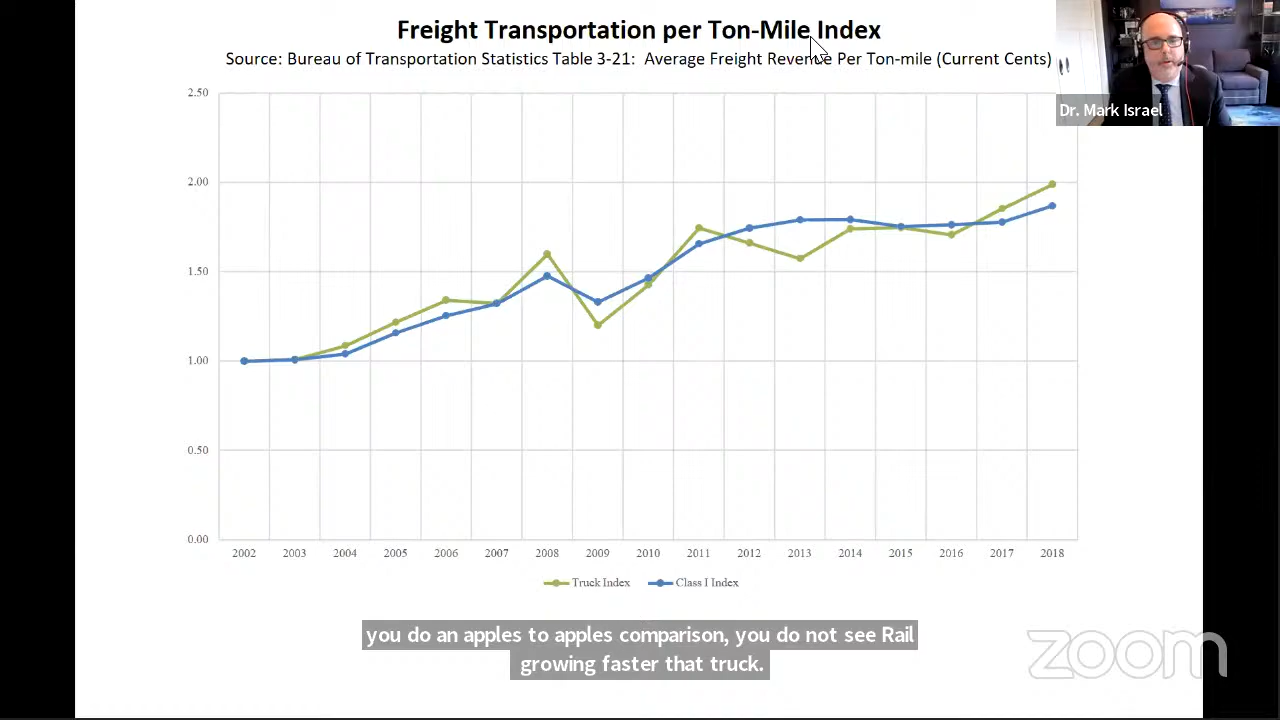 Freight Transportation per Ton-Mile Index
Source: Bureau of Transportation Statistics Table 3-21: Average Freight Revenue Per Ton-mile (Current Cents)
Dr. Mark Israel
2.50
2.00
1.50
1.00
0.50
0.00
2002 2003 2004 2005 2006 2007 2008 2009 2010 2011 2012 2013 2014 2015 2016 2017 2018
Truck Index Class I Index
you do an apples to apples comparison, you do not see Rail
growing faster that truck.
zoom